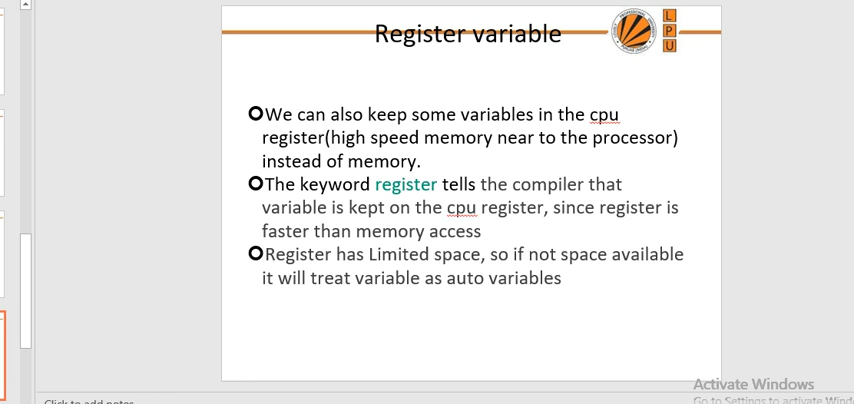 Register variable
L
P
U
We can also keep some variables in the cpu
register(high speed memory near to the processor)
instead of memory.
The keyword register tells the compiler that
variable is kept on the cpu register, since register is
faster than memory access
Register has Limited space, so if not space available
it will treat variable as auto variables
Activate Windows
Go to Settings to activate Wind
Click to add notes